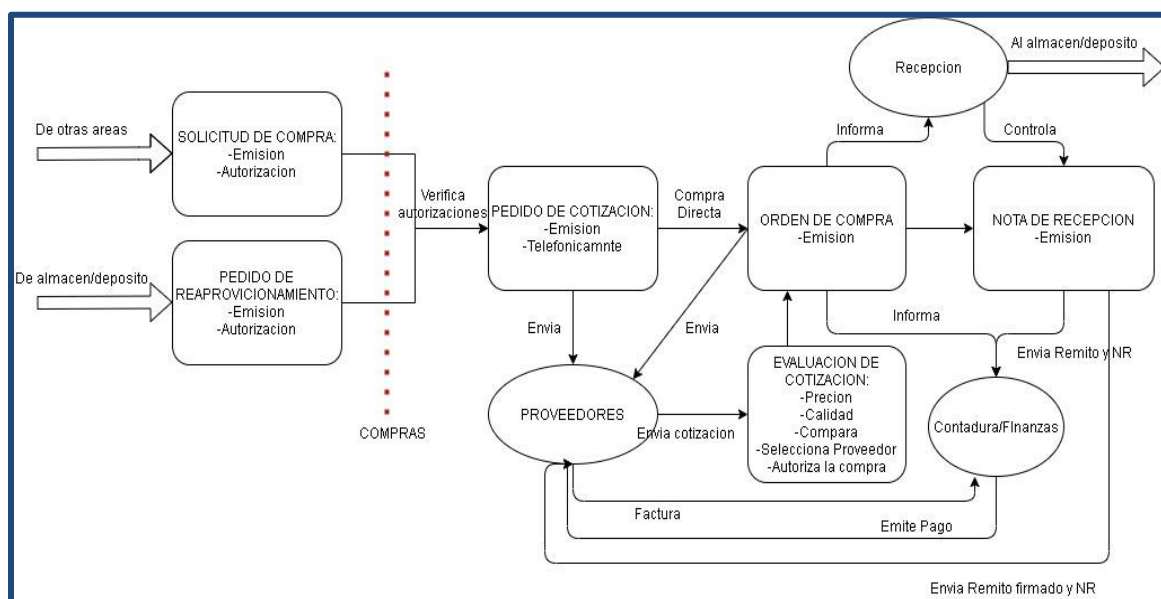 De otras areas
SOLICITUD DE COMPRA:
-Emision
-Autorizacion
De almacen/deposito
PEDIDO DE
REAPROVICIONAMIENTO:
-Emision
-Autorizacion
COMPRAS
Verifica
autorizaciones
PEDIDO DE COTIZACION:
-Emision
-Telefonicamnte
Compra
Directa
Envia
Envia
PROVEEDORES
Envia cotizacion
Recepcion
Al almacen/deposito
Informa
Controla
ORDEN DE COMPRA
-Emision
NOTA DE RECEPCION
-Emision
Informa
Envia Remito y NR
EVALUACION DE
COTIZACION:
-Precion
-Calidad
-Compara
-Selecciona Proveedor
-Autoriza la compra
Contadura/FInanzas
Factura
Emite Pago
Envia Remito firmado y NR